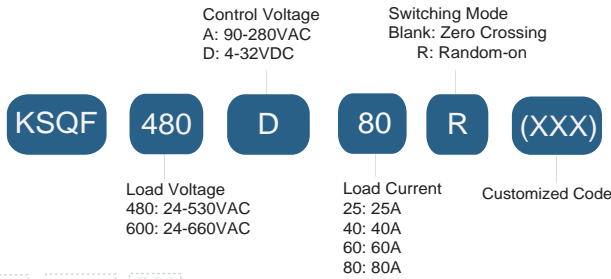 Control Voltage
A: 90-280VAC
D: 4-32VDC
Switching Mode
Blank: Zero Crossing
R: Random-on
KSQF 480 D 80 R (XXX)
Load Voltage
480: 24-530VAC
600: 24-660VAC
Load Current
25: 25A
40: 40A
60: 60A
80: 80A
Customized Code